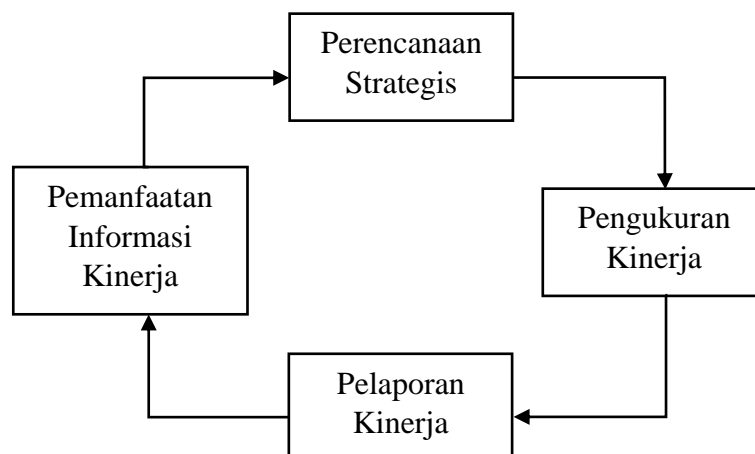 Perencanaan
Strategis
Pemanfaatan
Informasi
Kinerja
Pengukuran
Kinerja
Pelaporan
Kinerja